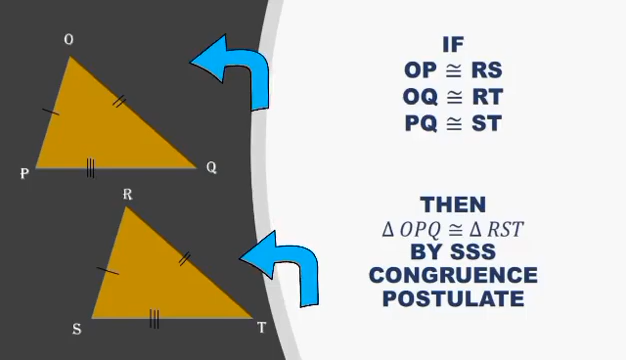 O
P
Q
R
S
T
IF
OP ≅ RS
OQ ≅ RT
PQ ≅ ST
THEN
Δ OPQ ≅ Δ RST
BY SSS
CONGRUENCE
POSTULATE